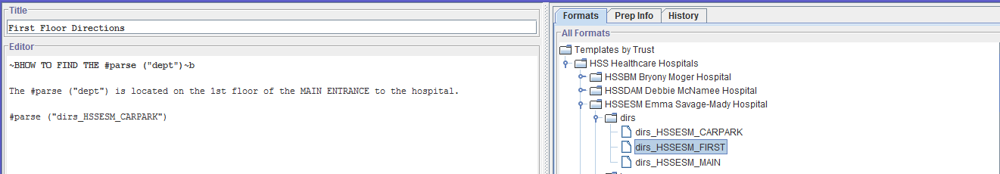 Title
First Floor Directions
Editor
~BHOW TO FIND THE #parse ("dept")~b
The #parse ("dept") is located on the 1st floor of the MAIN ENTRANCE to the hospital.
#parse ("dirs_HSSESM_CARPARK")
Formats Prep Info History
All Formats
Templates by Trust
HSS Healthcare Hospitals
HSSBM Bryony Moger Hospital
HSSDAM Debbie McNamee Hospital
HSSESM Emma Savage-Mady Hospital
dirs
dirs_HSSESM_CARPARK
dirs_HSSESM_FIRST
dirs_HSSESM_MAIN